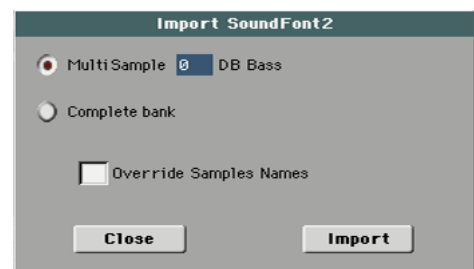 Import SoundFont2
MultiSample 0 DB Bass
Complete bank
Override Samples Names
Close Import